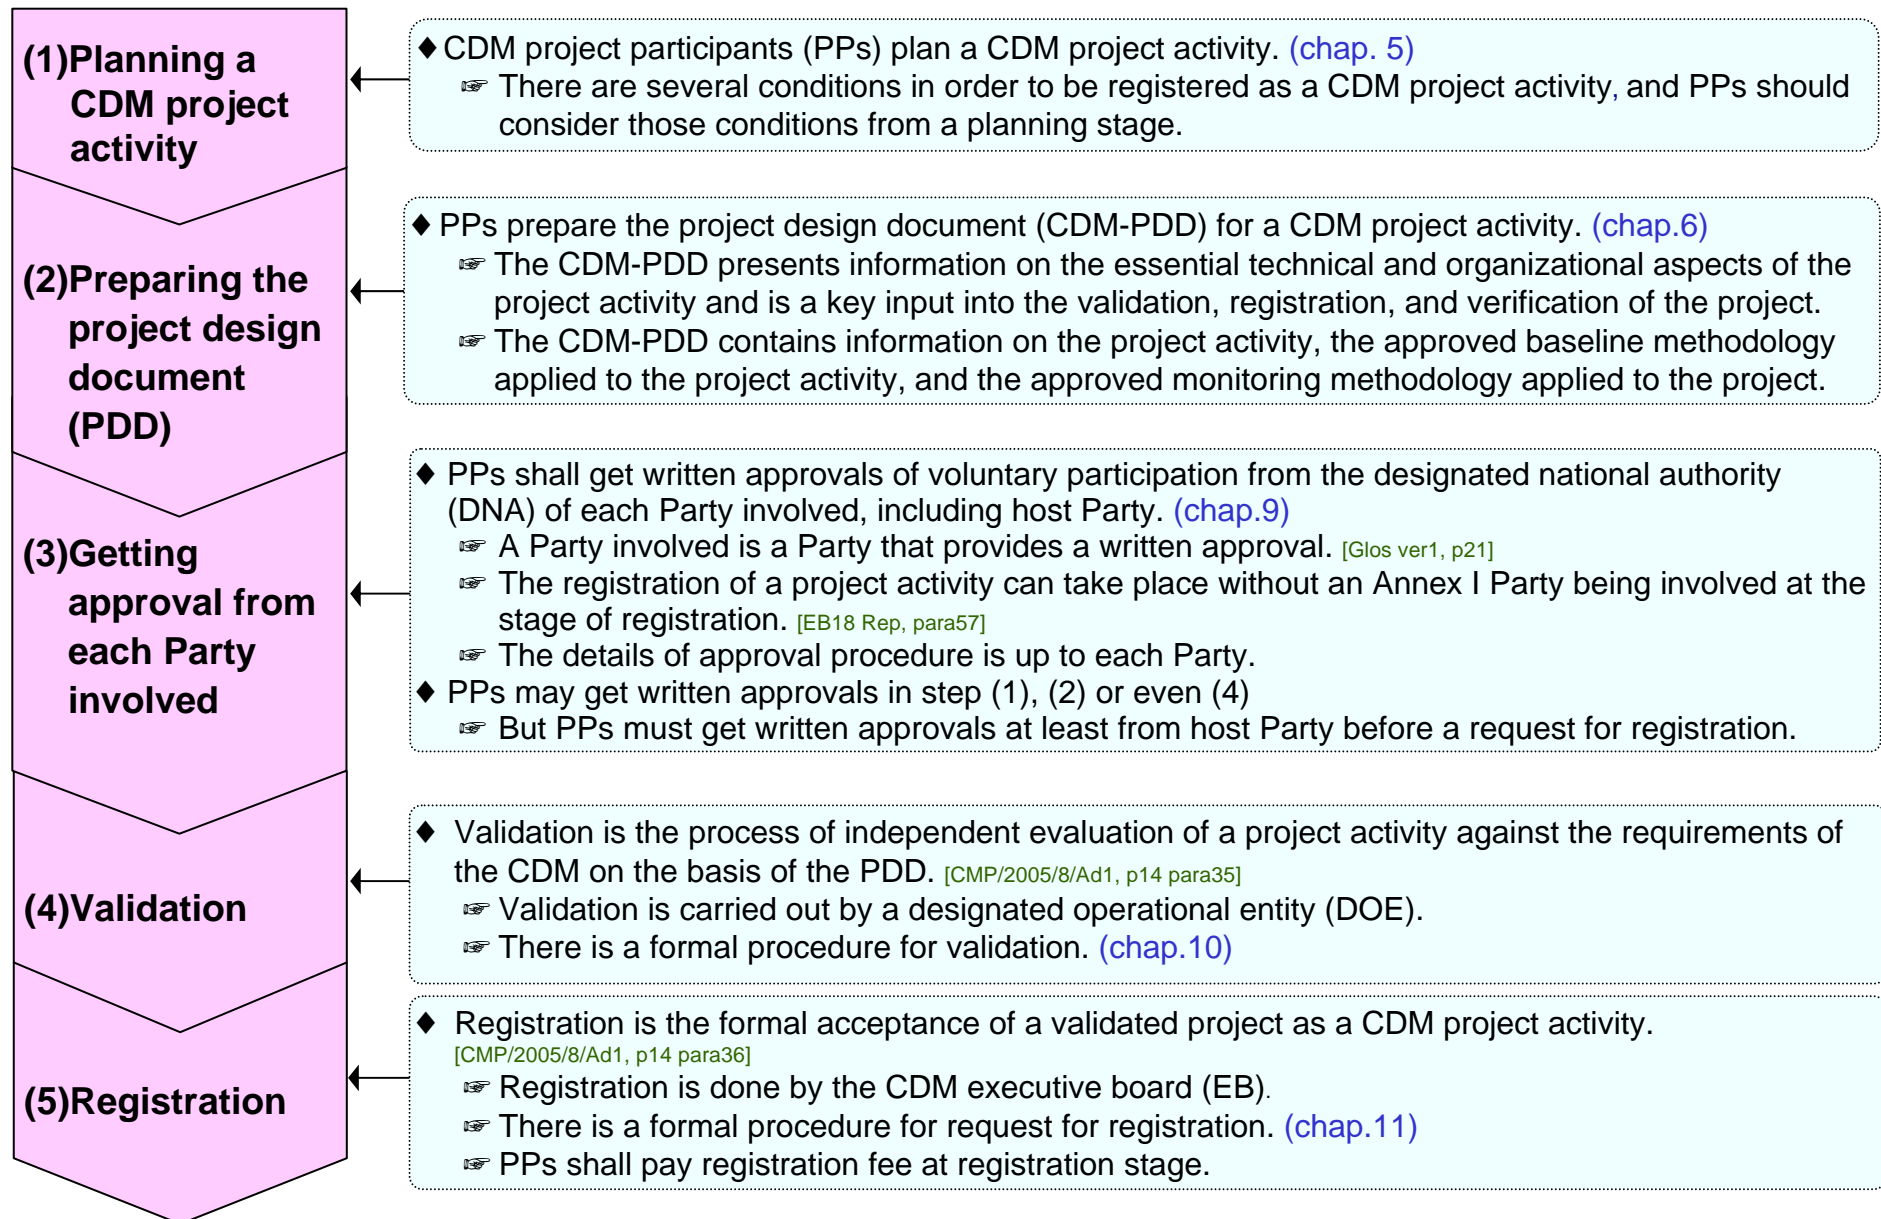 (1)Planning a
CDM project
activity
♦ CDM project participants (PPs) plan a CDM project activity. (chap. 5)
☞ There are several conditions in order to be registered as a CDM project activity, and PPs should
consider those conditions from a planning stage.
(2)Preparing the
project design
document
(PDD)
♦ PPs prepare the project design document (CDM-PDD) for a CDM project activity. (chap.6)
☞ The CDM-PDD presents information on the essential technical and organizational aspects of the
project activity and is a key input into the validation, registration, and verification of the project.
☞ The CDM-PDD contains information on the project activity, the approved baseline methodology
applied to the project activity, and the approved monitoring methodology applied to the project.
(3)Getting
approval from
each Party
involved
♦ PPs shall get written approvals of voluntary participation from the designated national authority
(DNA) of each Party involved, including host Party. (chap.9)
☞ A Party involved is a Party that provides a written approval. [Glos ver1, p21]
☞ The registration of a project activity can take place without an Annex I Party being involved at the
stage of registration. [EB18 Rep, para57]
☞ The details of approval procedure is up to each Party.
♦ PPs may get written approvals in step (1), (2) or even (4)
☞ But PPs must get written approvals at least from host Party before a request for registration.
(4)Validation
♦ Validation is the process of independent evaluation of a project activity against the requirements of
the CDM on the basis of the PDD. [CMP/2005/8/Ad1, p14 para35]
☞ Validation is carried out by a designated operational entity (DOE).
☞ There is a formal procedure for validation. (chap.10)
(5)Registration
♦ Registration is the formal acceptance of a validated project as a CDM project activity.
[CMP/2005/8/Ad1, p14 para36]
☞ Registration is done by the CDM executive board (EB).
☞ There is a formal procedure for request for registration. (chap.11)
☞ PPs shall pay registration fee at registration stage.